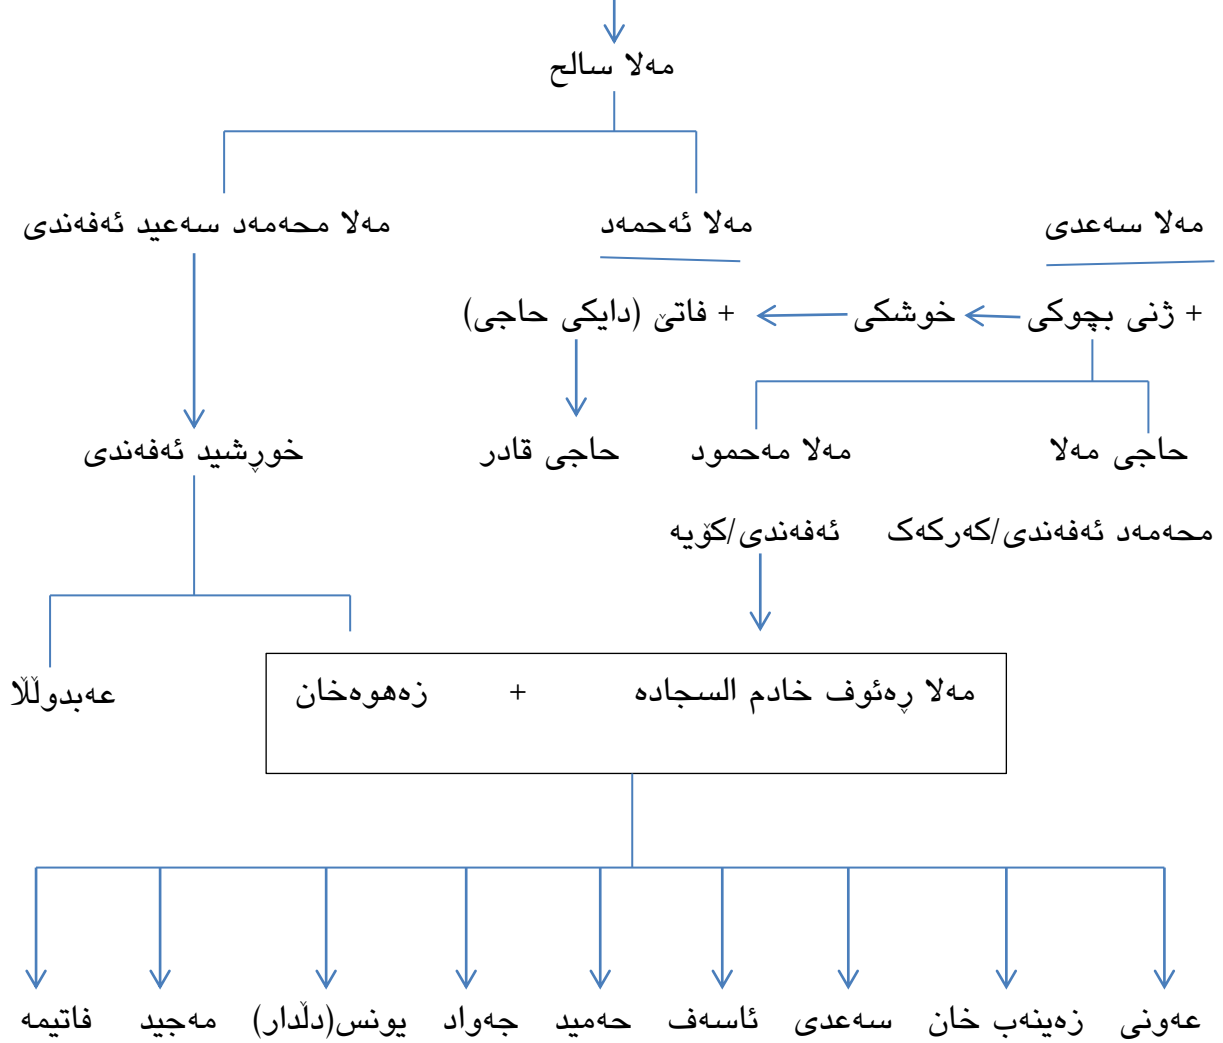 مەلا سالح
مەلا سەعدی مەلا ئەحمەد مەلا محەمەد سەعید ئەفەندی
+ ژنی بچوکی خوشکی + فاتێ (دایکی حاجی)
حاجی مەلا مەلا مەحمود حاجی قادر خوڕشید ئەفەندی
محەمەد ئەفەندی/کەرکەک ئەفەندی/کۆیە
مەلا ڕەئوف خادم السجادە + زەهوەخان عەبدوڵڵا
عەونی زەینەب خان سەعدی ئاسەف حەمید جەواد یونس(دڵدار) مەجید فاتیمە